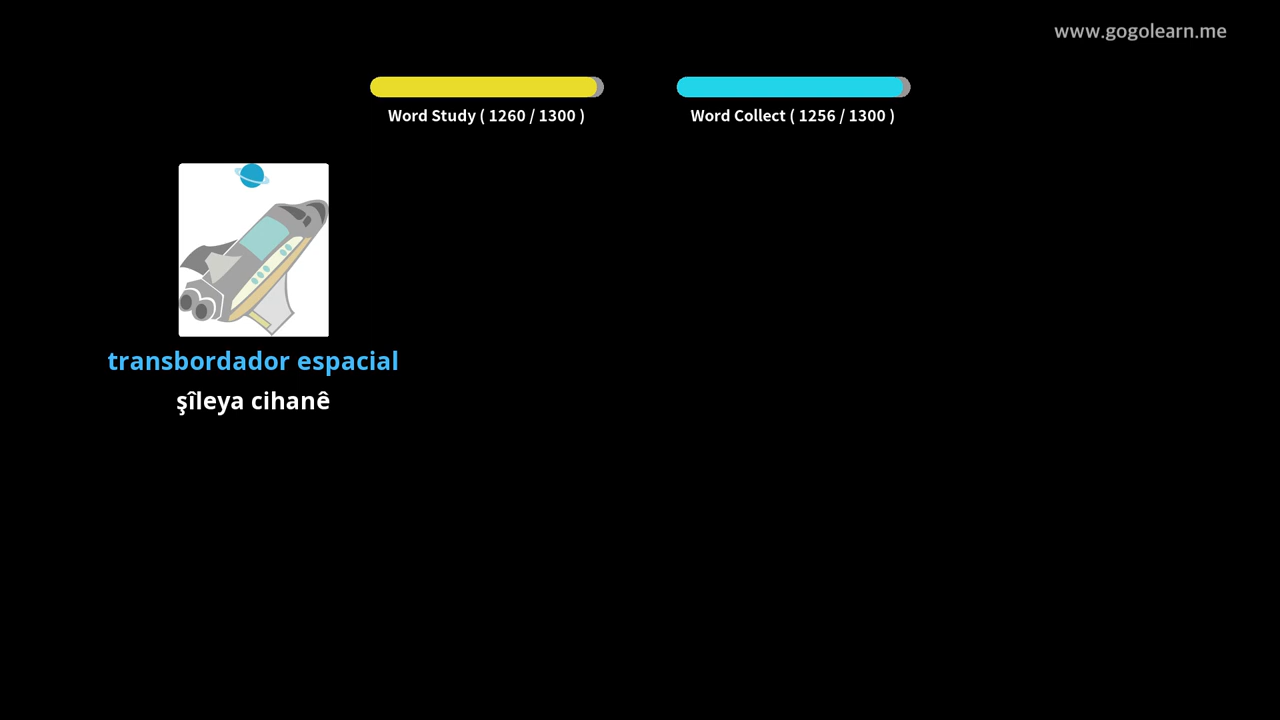 www.gogolearn.me
Word Study ( 1260 / 1300 )
Word Collect ( 1256 / 1300 )
transbordador espacial
şîleya cihanê